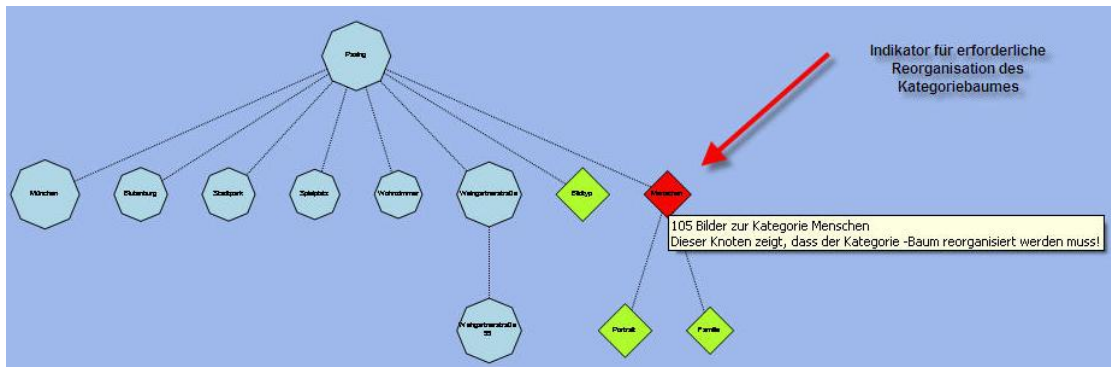 Pasing
Indikator für erforderliche
Reorganisation des
Kategoriebaumes
München
Blutenburg
Stadtpark
Spielplatz
Wohnzimmer
Weingartnerstraße
Bildtyp
Menschen
105 Bilder zur Kategorie Menschen
Dieser Knoten zeigt, dass der Kategorie -Baum reorganisiert werden muss!
Weingartnerstraße
Portrait
Familie